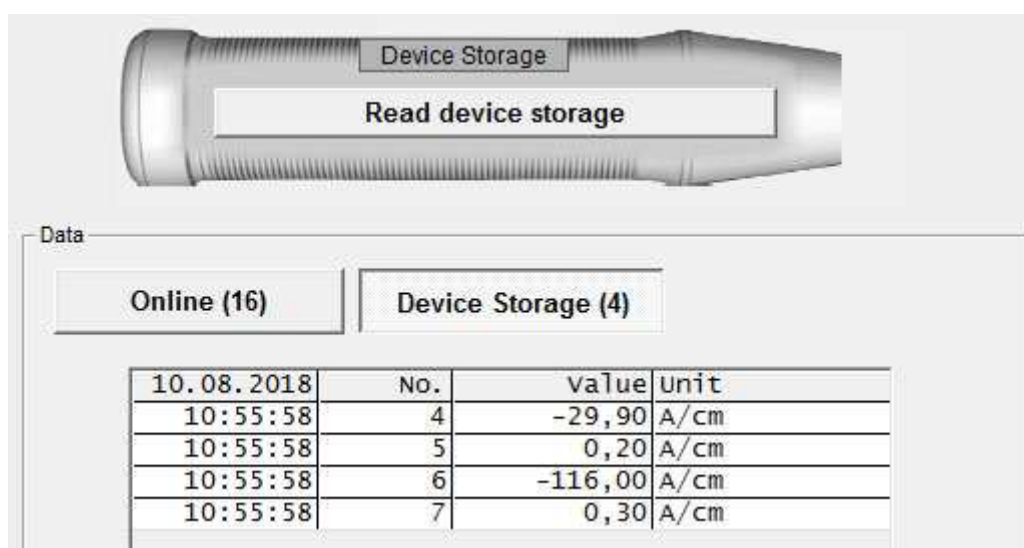 Device Storage
Read device storage
Data
Online (16) Device Storage (4)
10.08.2018 No. Value Unit
10:55:58 4 -29,90 A/cm
10:55:58 5 0,20 A/cm
10:55:58 6 -116,00 A/cm
10:55:58 7 0,30 A/cm